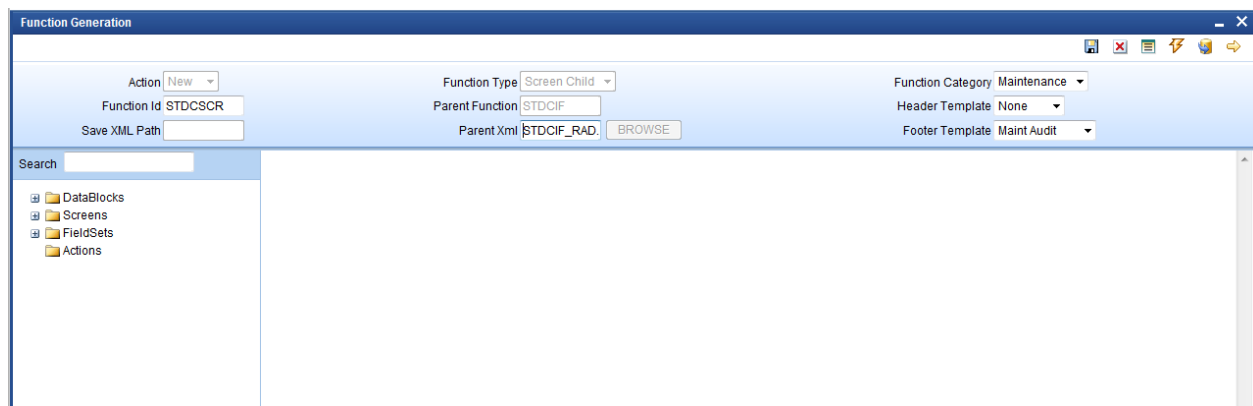 Function Generation
Action New Function Type Screen Child Function Category Maintenance
Function Id STDCSCR Parent Function STDCIF Header Template None
Save XML Path Parent Xml STDCIF_RAD. BROWSE Footer Template Maint Audit
Search
DataBlocks
Screens
FieldSets
Actions